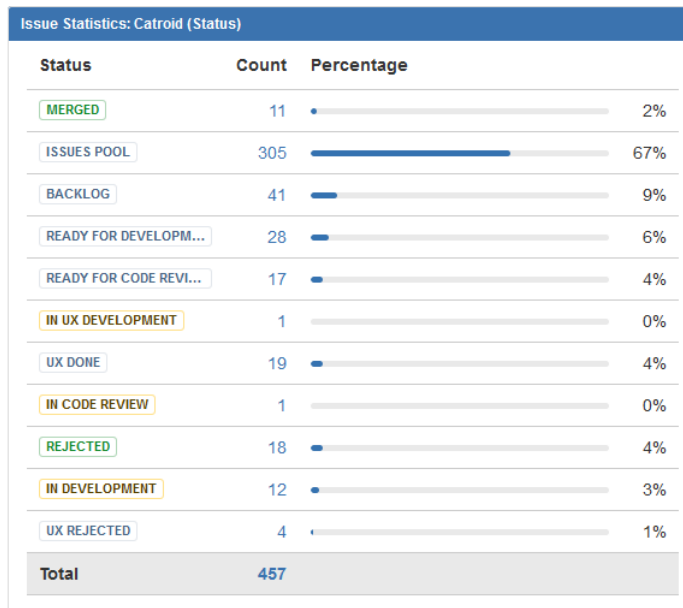 Issue Statistics: Catroid (Status)
Status Count Percentage
MERGED 11 2%
ISSUES POOL 305 67%
BACKLOG 41 9%
READY FOR DEVELOPM... 28 6%
READY FOR CODE REVI... 17 4%
IN UX DEVELOPMENT 1 0%
UX DONE 19 4%
IN CODE REVIEW 1 0%
REJECTED 18 4%
IN DEVELOPMENT 12 3%
UX REJECTED 4 1%
Total 457